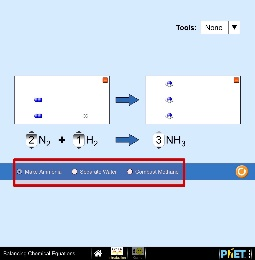 Tools: None
2 N2 + 1 H2 3 NH3
Make Ammonia Separate Water Combust Methane
Balancing Chemical Equations
PhET